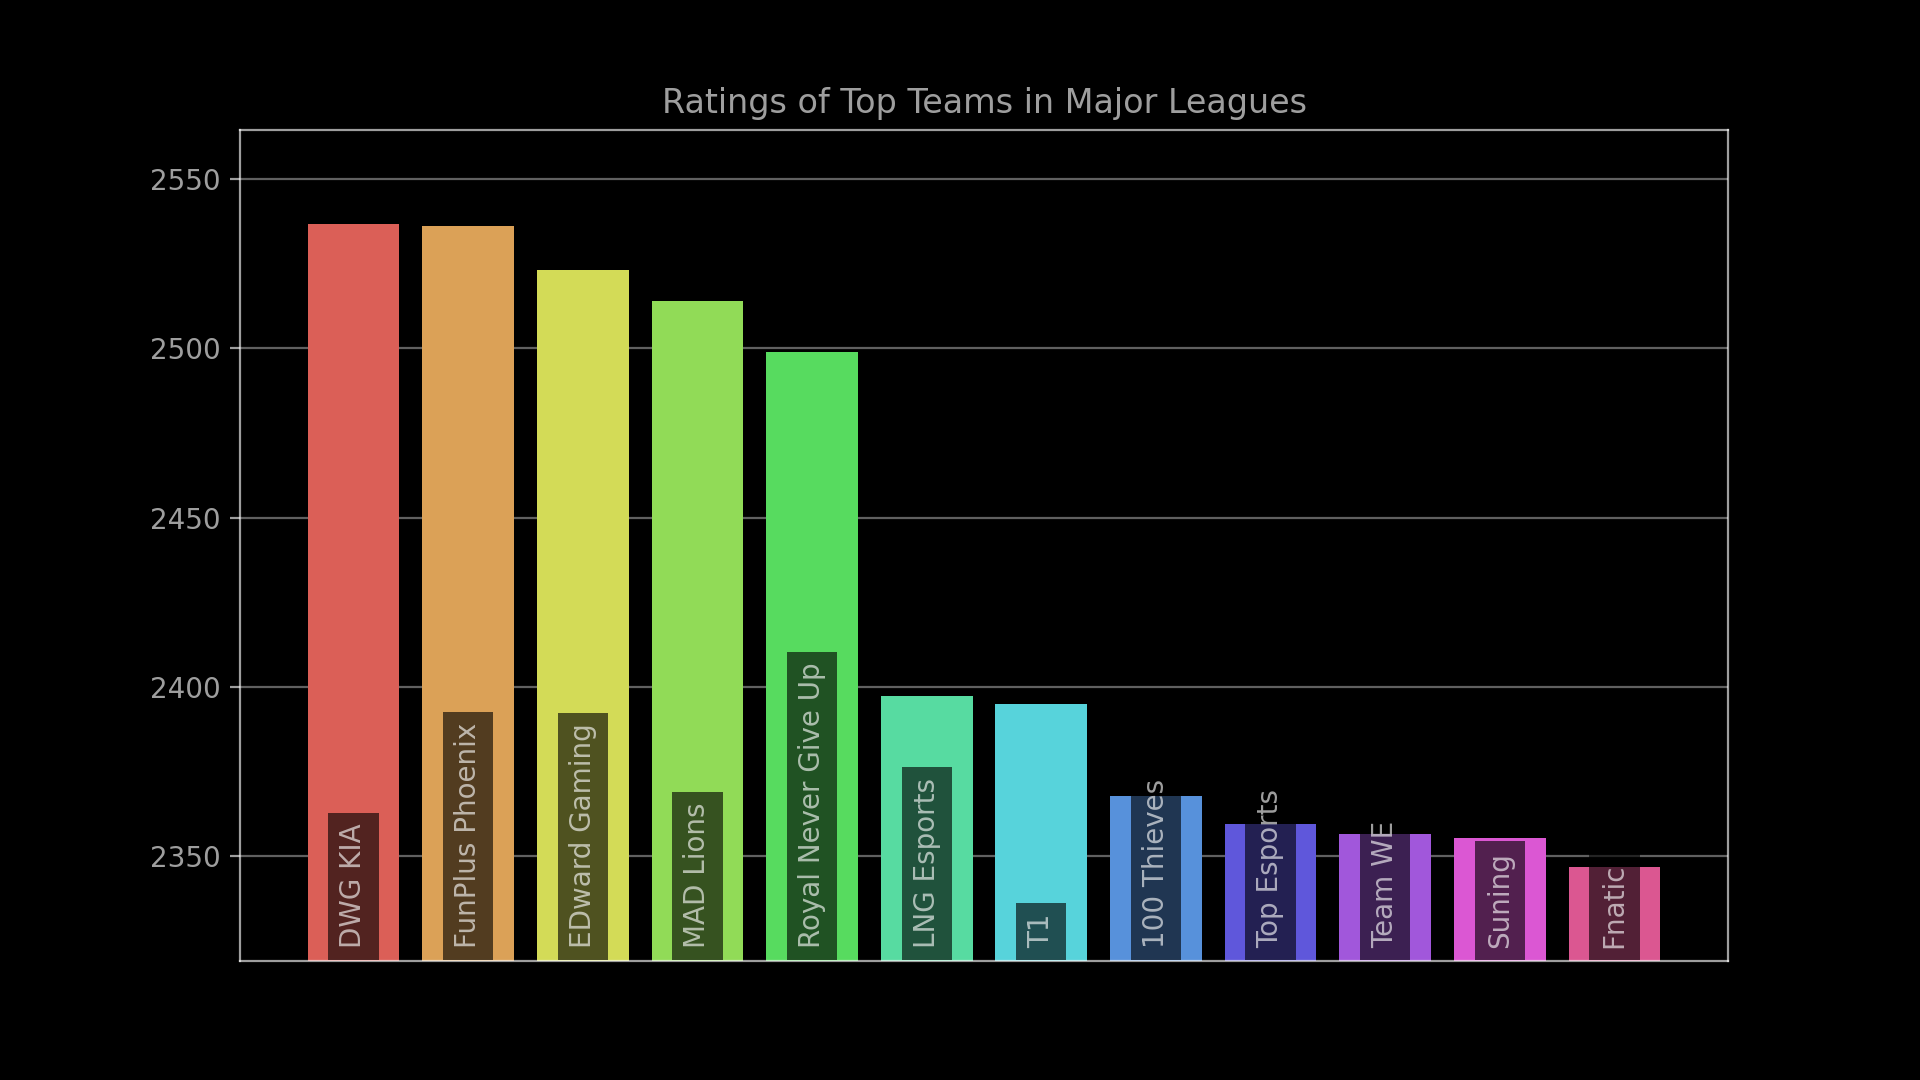 Ratings of Top Teams in Major Leagues
2550
2500
2450
2400
2350
DWG KIA
FunPlus Phoenix
EDward Gaming
MAD Lions
Royal Never Give Up
LNG Esports
T1
100 Thieves
Top Esports
Team WE
Suning
Fnatic